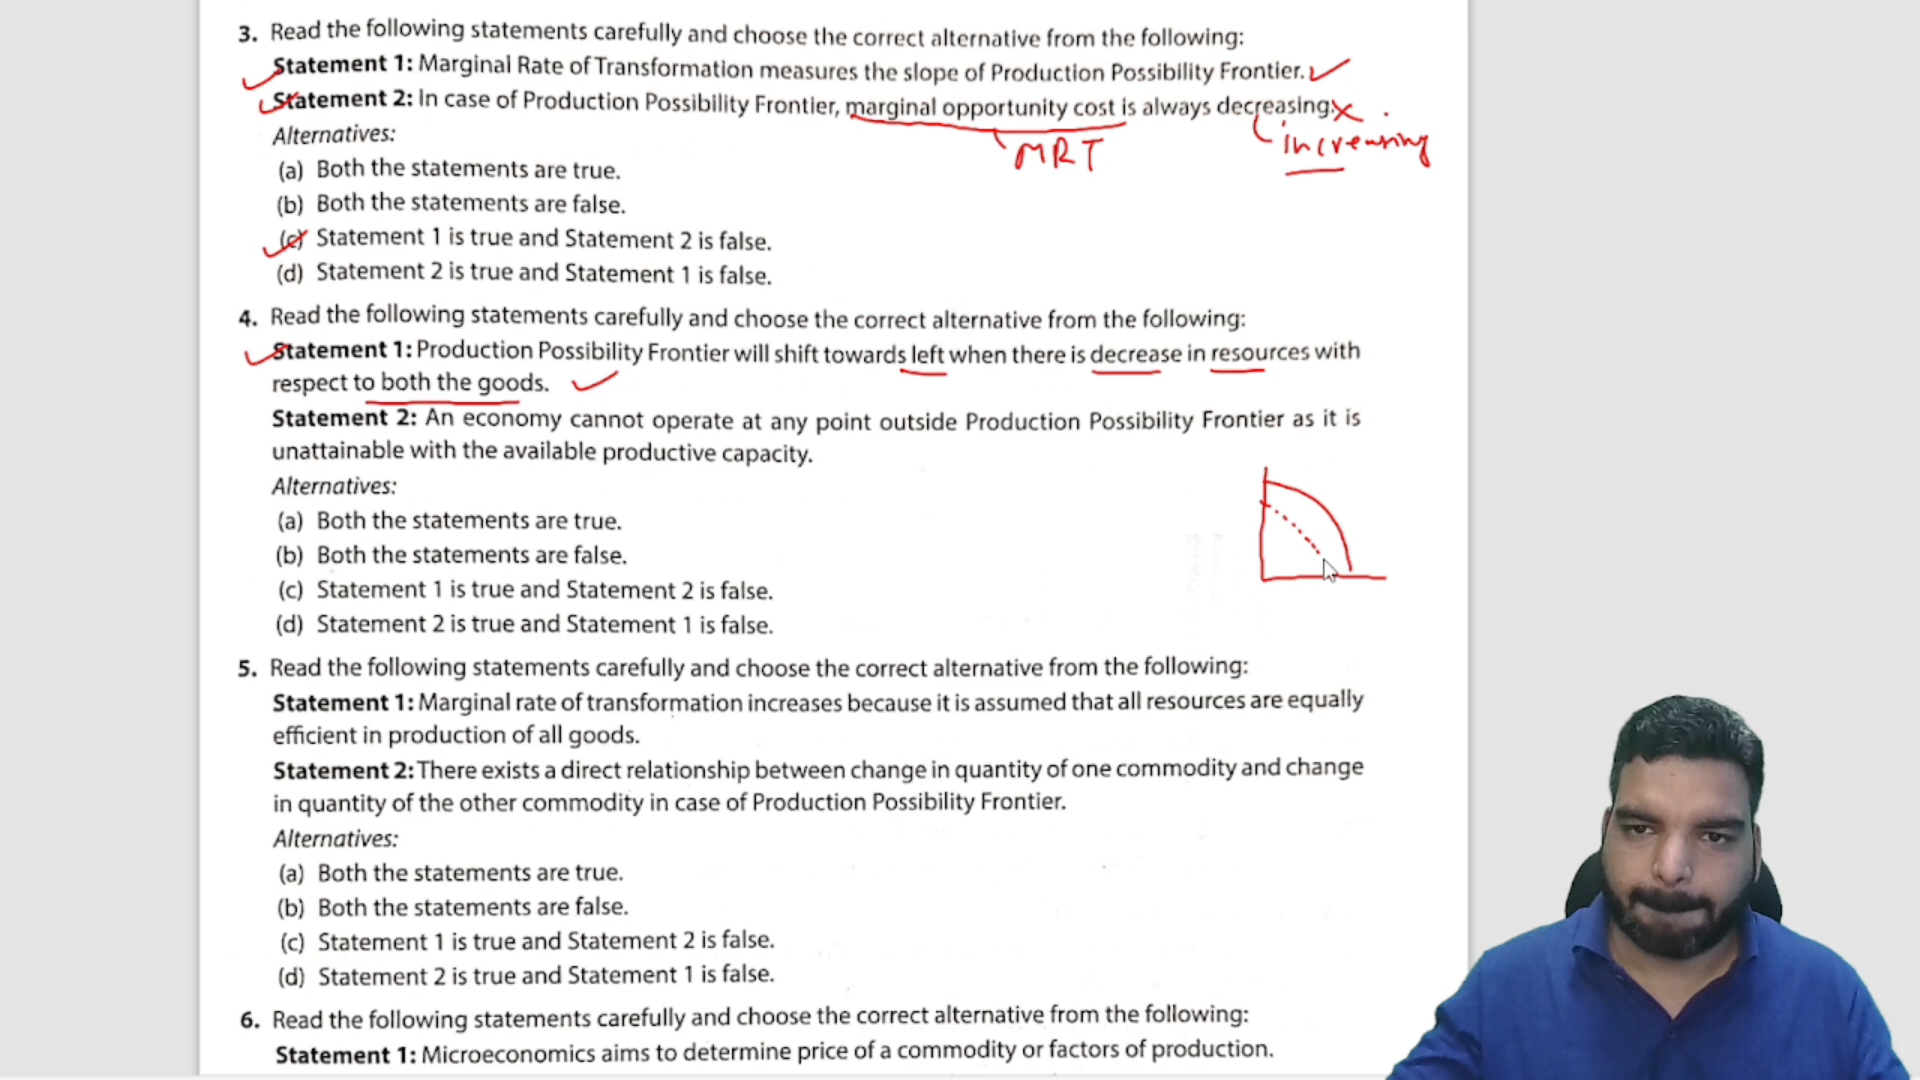 3. Read the following statements carefully and choose the correct alternative from the following:
Statement 1: Marginal Rate of Transformation measures the slope of Production Possibility Frontier.
Statement 2: In case of Production Possibility Frontier, marginal opportunity cost is always decreasing.
increasing
MRT
Alternatives:
(a) Both the statements are true.
(b) Both the statements are false.
(c) Statement 1 is true and Statement 2 is false.
(d) Statement 2 is true and Statement 1 is false.
4. Read the following statements carefully and choose the correct alternative from the following:
Statement 1: Production Possibility Frontier will shift towards left when there is decrease in resources with
respect to both the goods.
Statement 2: An economy cannot operate at any point outside Production Possibility Frontier as it is
unattainable with the available productive capacity.
Alternatives:
(a) Both the statements are true.
(b) Both the statements are false.
(c) Statement 1 is true and Statement 2 is false.
(d) Statement 2 is true and Statement 1 is false.
5. Read the following statements carefully and choose the correct alternative from the following:
Statement 1: Marginal rate of transformation increases because it is assumed that all resources are equally
efficient in production of all goods.
Statement 2: There exists a direct relationship between change in quantity of one commodity and change
in quantity of the other commodity in case of Production Possibility Frontier.
Alternatives:
(a) Both the statements are true.
(b) Both the statements are false.
(c) Statement 1 is true and Statement 2 is false.
(d) Statement 2 is true and Statement 1 is false.
6. Read the following statements carefully and choose the correct alternative from the following:
Statement 1: Microeconomics aims to determine price of a commodity or factors of production.